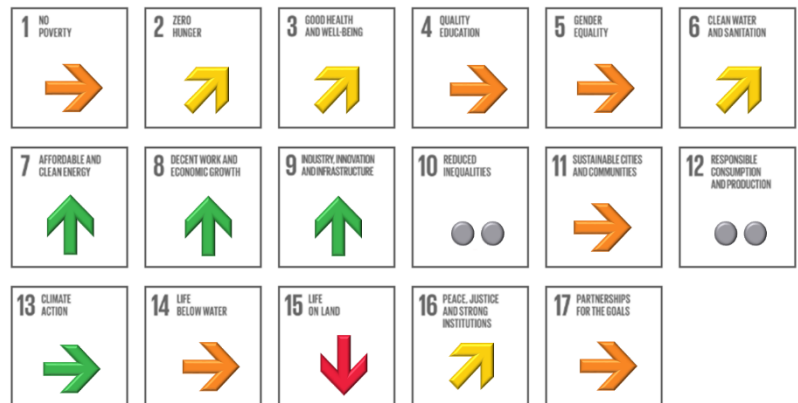 1 NO
POVERTY
2 ZERO
HUNGER
3 GOOD HEALTH
AND WELL-BEING
4 QUALITY
EDUCATION
5 GENDER
EQUALITY
6 CLEAN WATER
AND SANITATION
7 AFFORDABLE AND
CLEAN ENERGY
8 DECENT WORK AND
ECONOMIC GROWTH
9 INDUSTRY, INNOVATION
AND INFRASTRUCTURE
10 REDUCED
INEQUALITIES
11 SUSTAINABLE CITIES
AND COMMUNITIES
12 RESPONSIBLE
CONSUMPTION
AND PRODUCTION
13 CLIMATE
ACTION
14 LIFE
BELOW WATER
15 LIFE
ON LAND
16 PEACE, JUSTICE
AND STRONG
INSTITUTIONS
17 PARTNERSHIPS
FOR THE GOALS